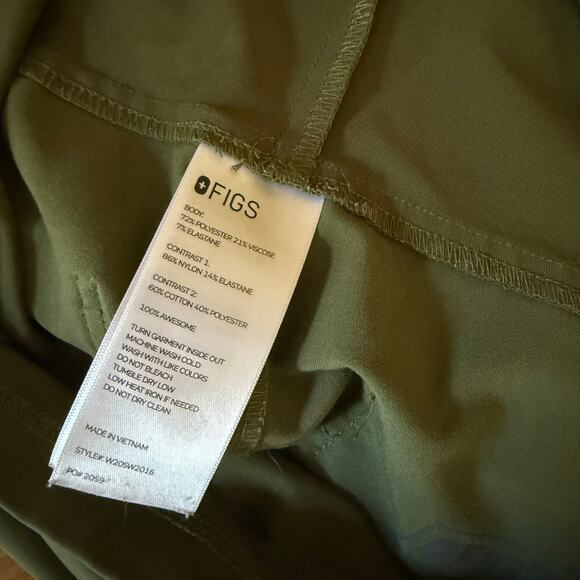 FIGS
BODY:
72% POLYESTER 21% VISCOSE
7% ELASTANE
CONTRAST 1:
86% NYLON 14% ELASTANE
CONTRAST 2:
60% COTTON 40% POLYESTER
100% AWESOME
TURN GARMENT INSIDE OUT
MACHINE WASH COLD
WASH WITH LIKE COLORS
DO NOT BLEACH
TUMBLE DRY LOW
LOW HEAT IRON IF NEEDED
DO NOT DRY CLEAN
MADE IN VIETNAM
STYLE#: W20SW2016
PO# 2059